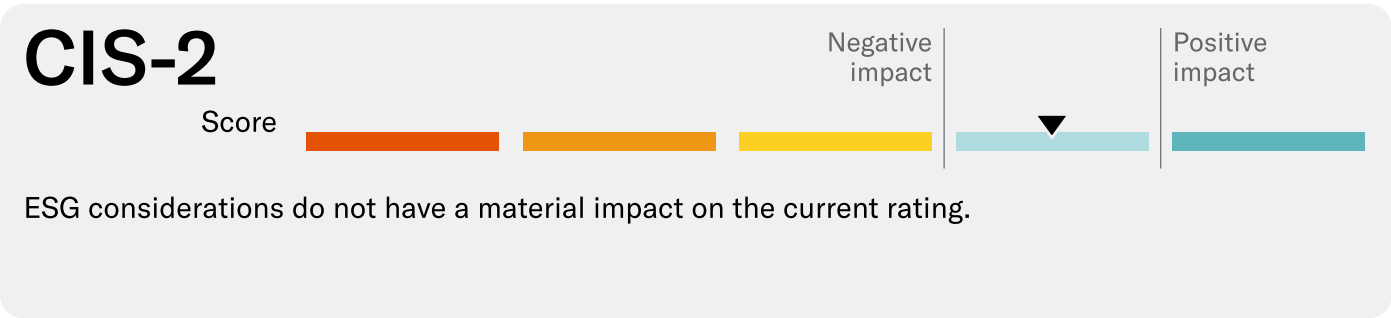 CIS-2
Negative
impact
Positive
impact
Score
ESG considerations do not have a material impact on the current rating.